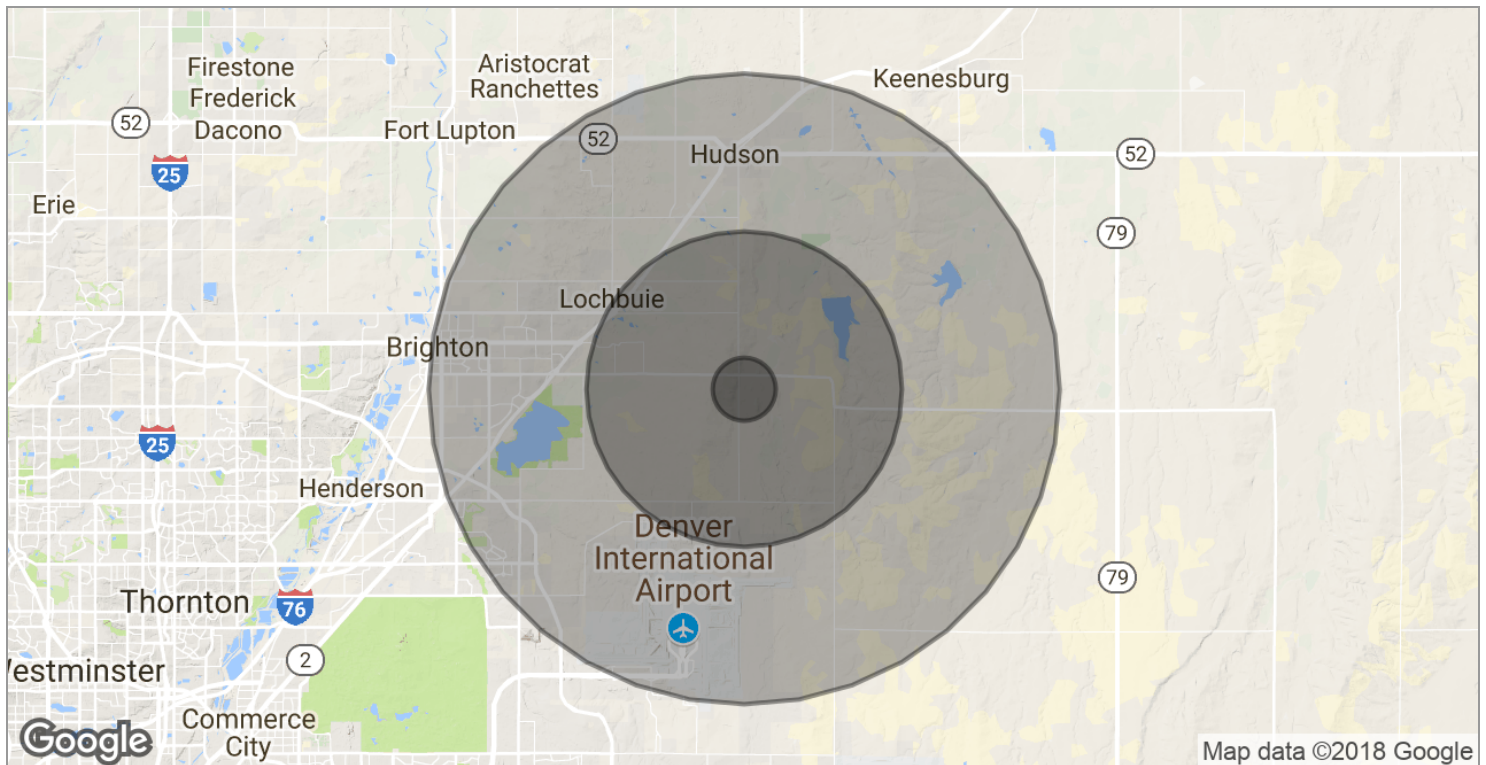 Firestone
Frederick
Dacono
Aristocrat
Ranchettes
Keenesburg
52
Fort Lupton
52
Hudson
52
25
Erie
79
Lochbuie
Brighton
25
Henderson
Denver
International
Airport
79
Thornton
76
2
Westminster
Commerce
City
Google
Map data ©2018 Google